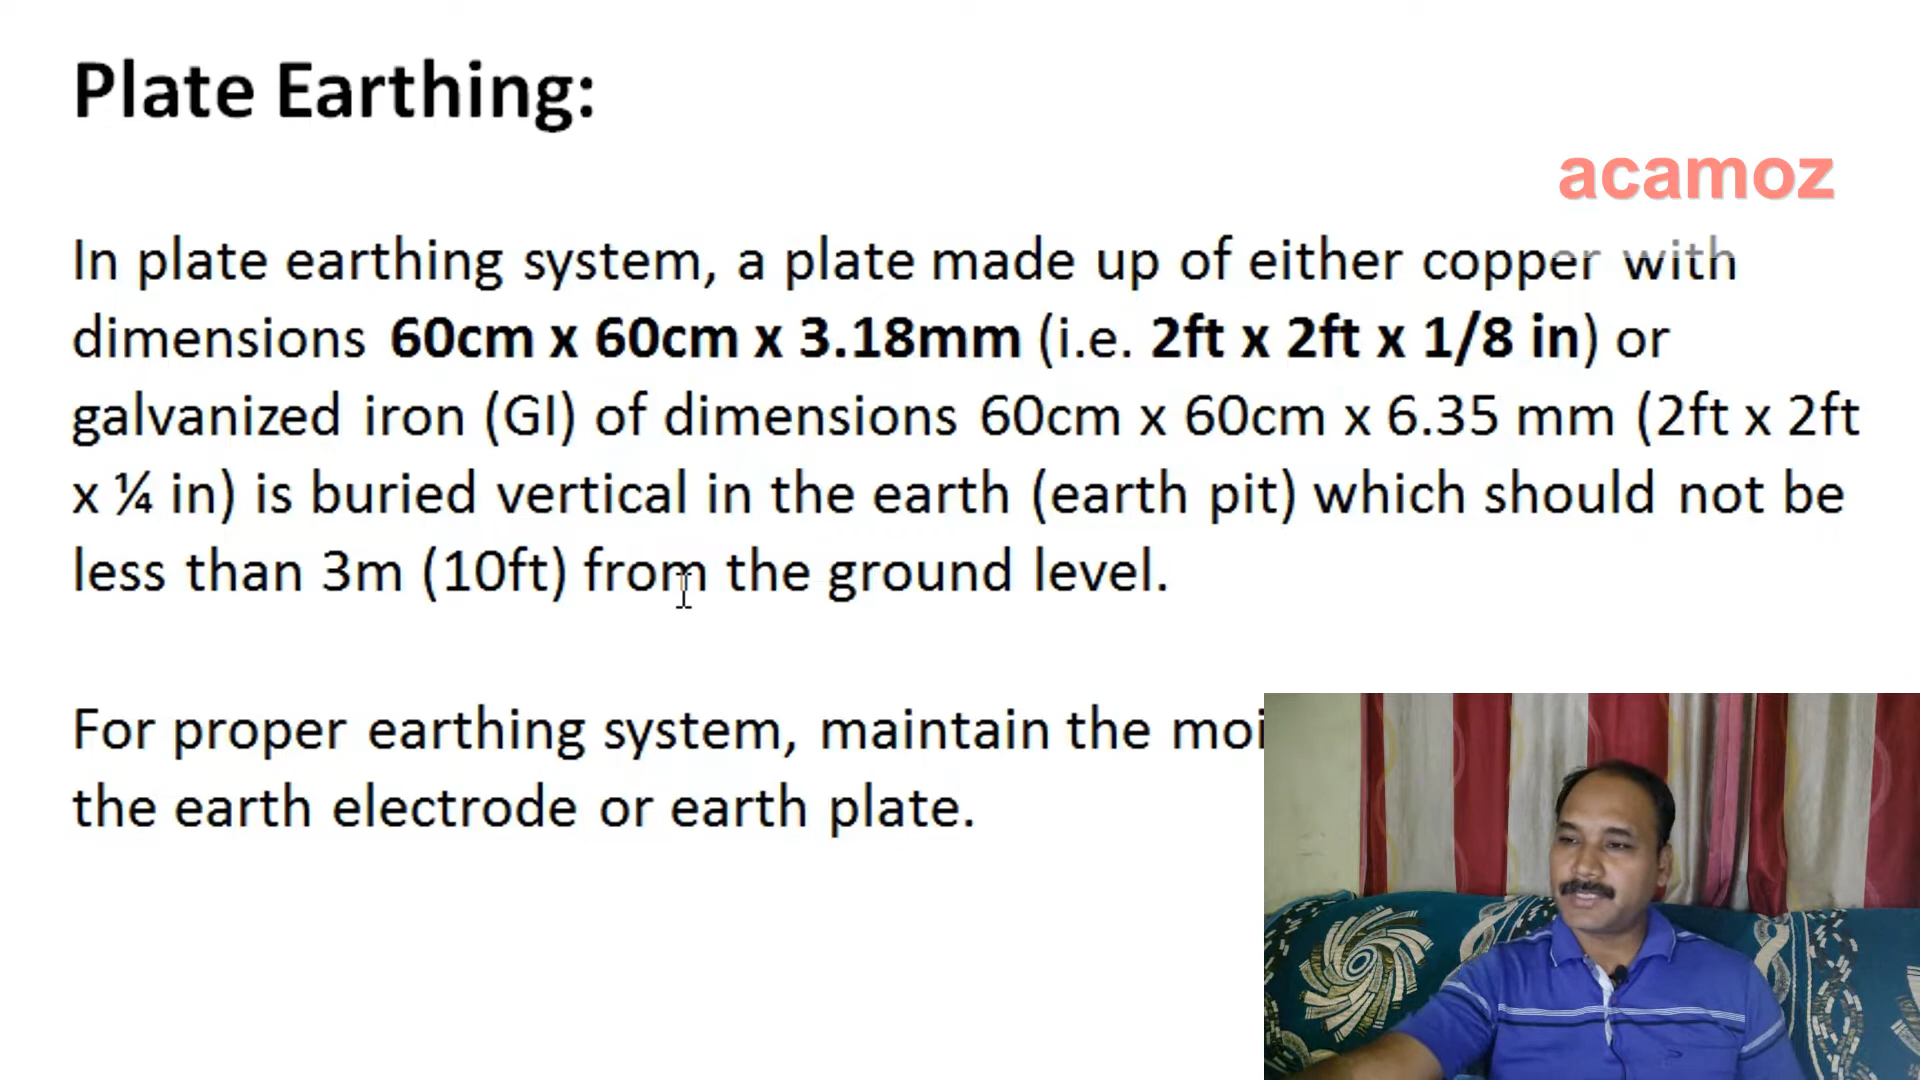 Plate Earthing:
acamoz
In plate earthing system, a plate made up of either copper with
dimensions 60cm x 60cm x 3.18mm (i.e. 2ft x 2ft x 1/8 in) or
galvanized iron (GI) of dimensions 60cm x 60cm x 6.35 mm (2ft x 2ft
x ¼ in) is buried vertical in the earth (earth pit) which should not be
less than 3m (10ft) from the ground level.
For proper earthing system, maintain the
the earth electrode or earth plate.